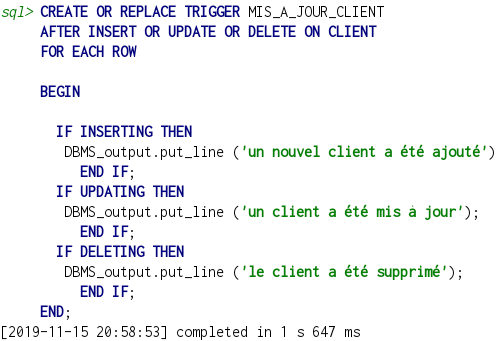 sql> CREATE OR REPLACE TRIGGER MIS_A_JOUR_CLIENT
AFTER INSERT OR UPDATE OR DELETE ON CLIENT
FOR EACH ROW
BEGIN
IF INSERTING THEN
DBMS_output.put_line ('un nouvel client a été ajouté')
END IF;
IF UPDATING THEN
DBMS_output.put_line ('un client a été mis à jour');
END IF;
IF DELETING THEN
DBMS_output.put_line ('le client a été supprimé');
END IF;
END;
[2019-11-15 20:58:53] completed in 1 s 647 ms